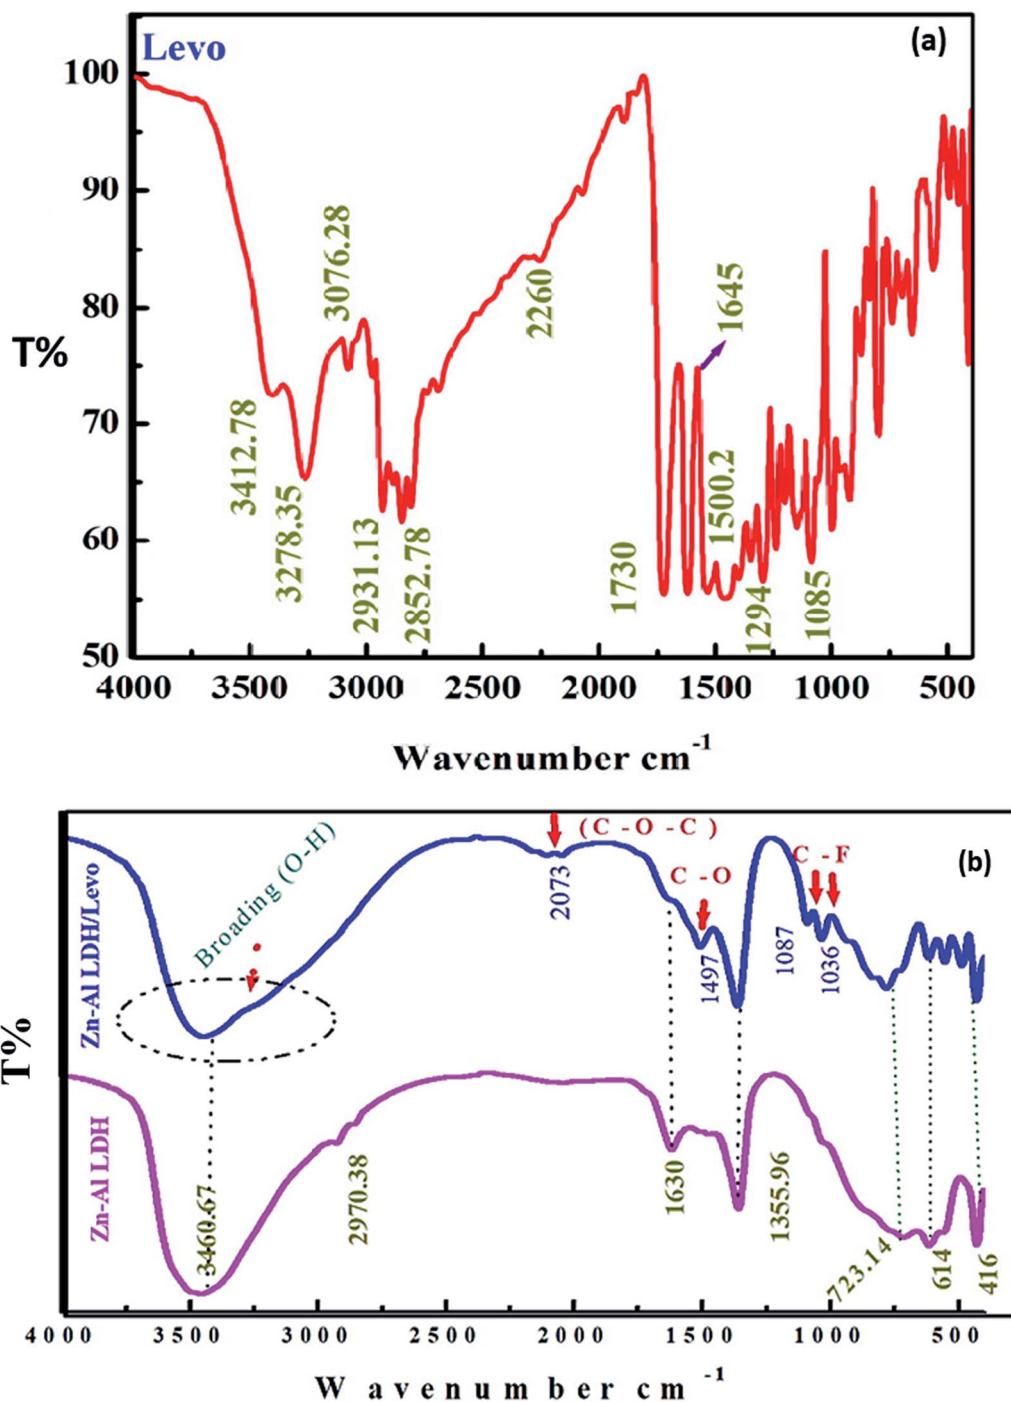 Levo
(a)
100
90
80
70
60
50
T%
3412.78
3278.35
3076.28
2931.13
2852.78
2260
1730
1645
1500.2
1294
1085
4000 3500 3000 2500 2000 1500 1000 500
Wavenumber cm-1
(b)
T%
Zn-Al LDH/Levo
Zn-Al LDH
Broading (O-H)
(C-O-C)
2073
C-O
1497
C-F
1087
1036
3460.67
2970.38
1630
1355.96
723.14
614
416
4000 3500 3000 2500 2000 1500 1000 500
Wavenumber cm-1